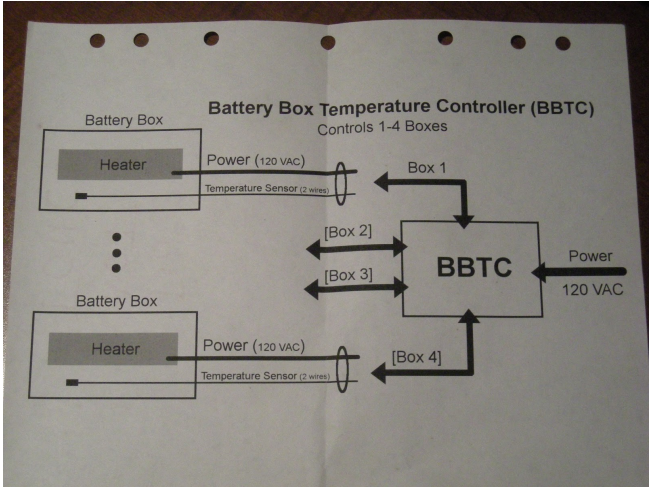 Battery Box Temperature Controller (BBTC)
Controls 1-4 Boxes
Battery Box
Heater
Power (120 VAC)
Temperature Sensor (2 wires)
Box 1
[Box 2]
[Box 3]
BBTC
Power
120 VAC
Battery Box
Heater
Power (120 VAC)
Temperature Sensor (2 wires)
[Box 4]